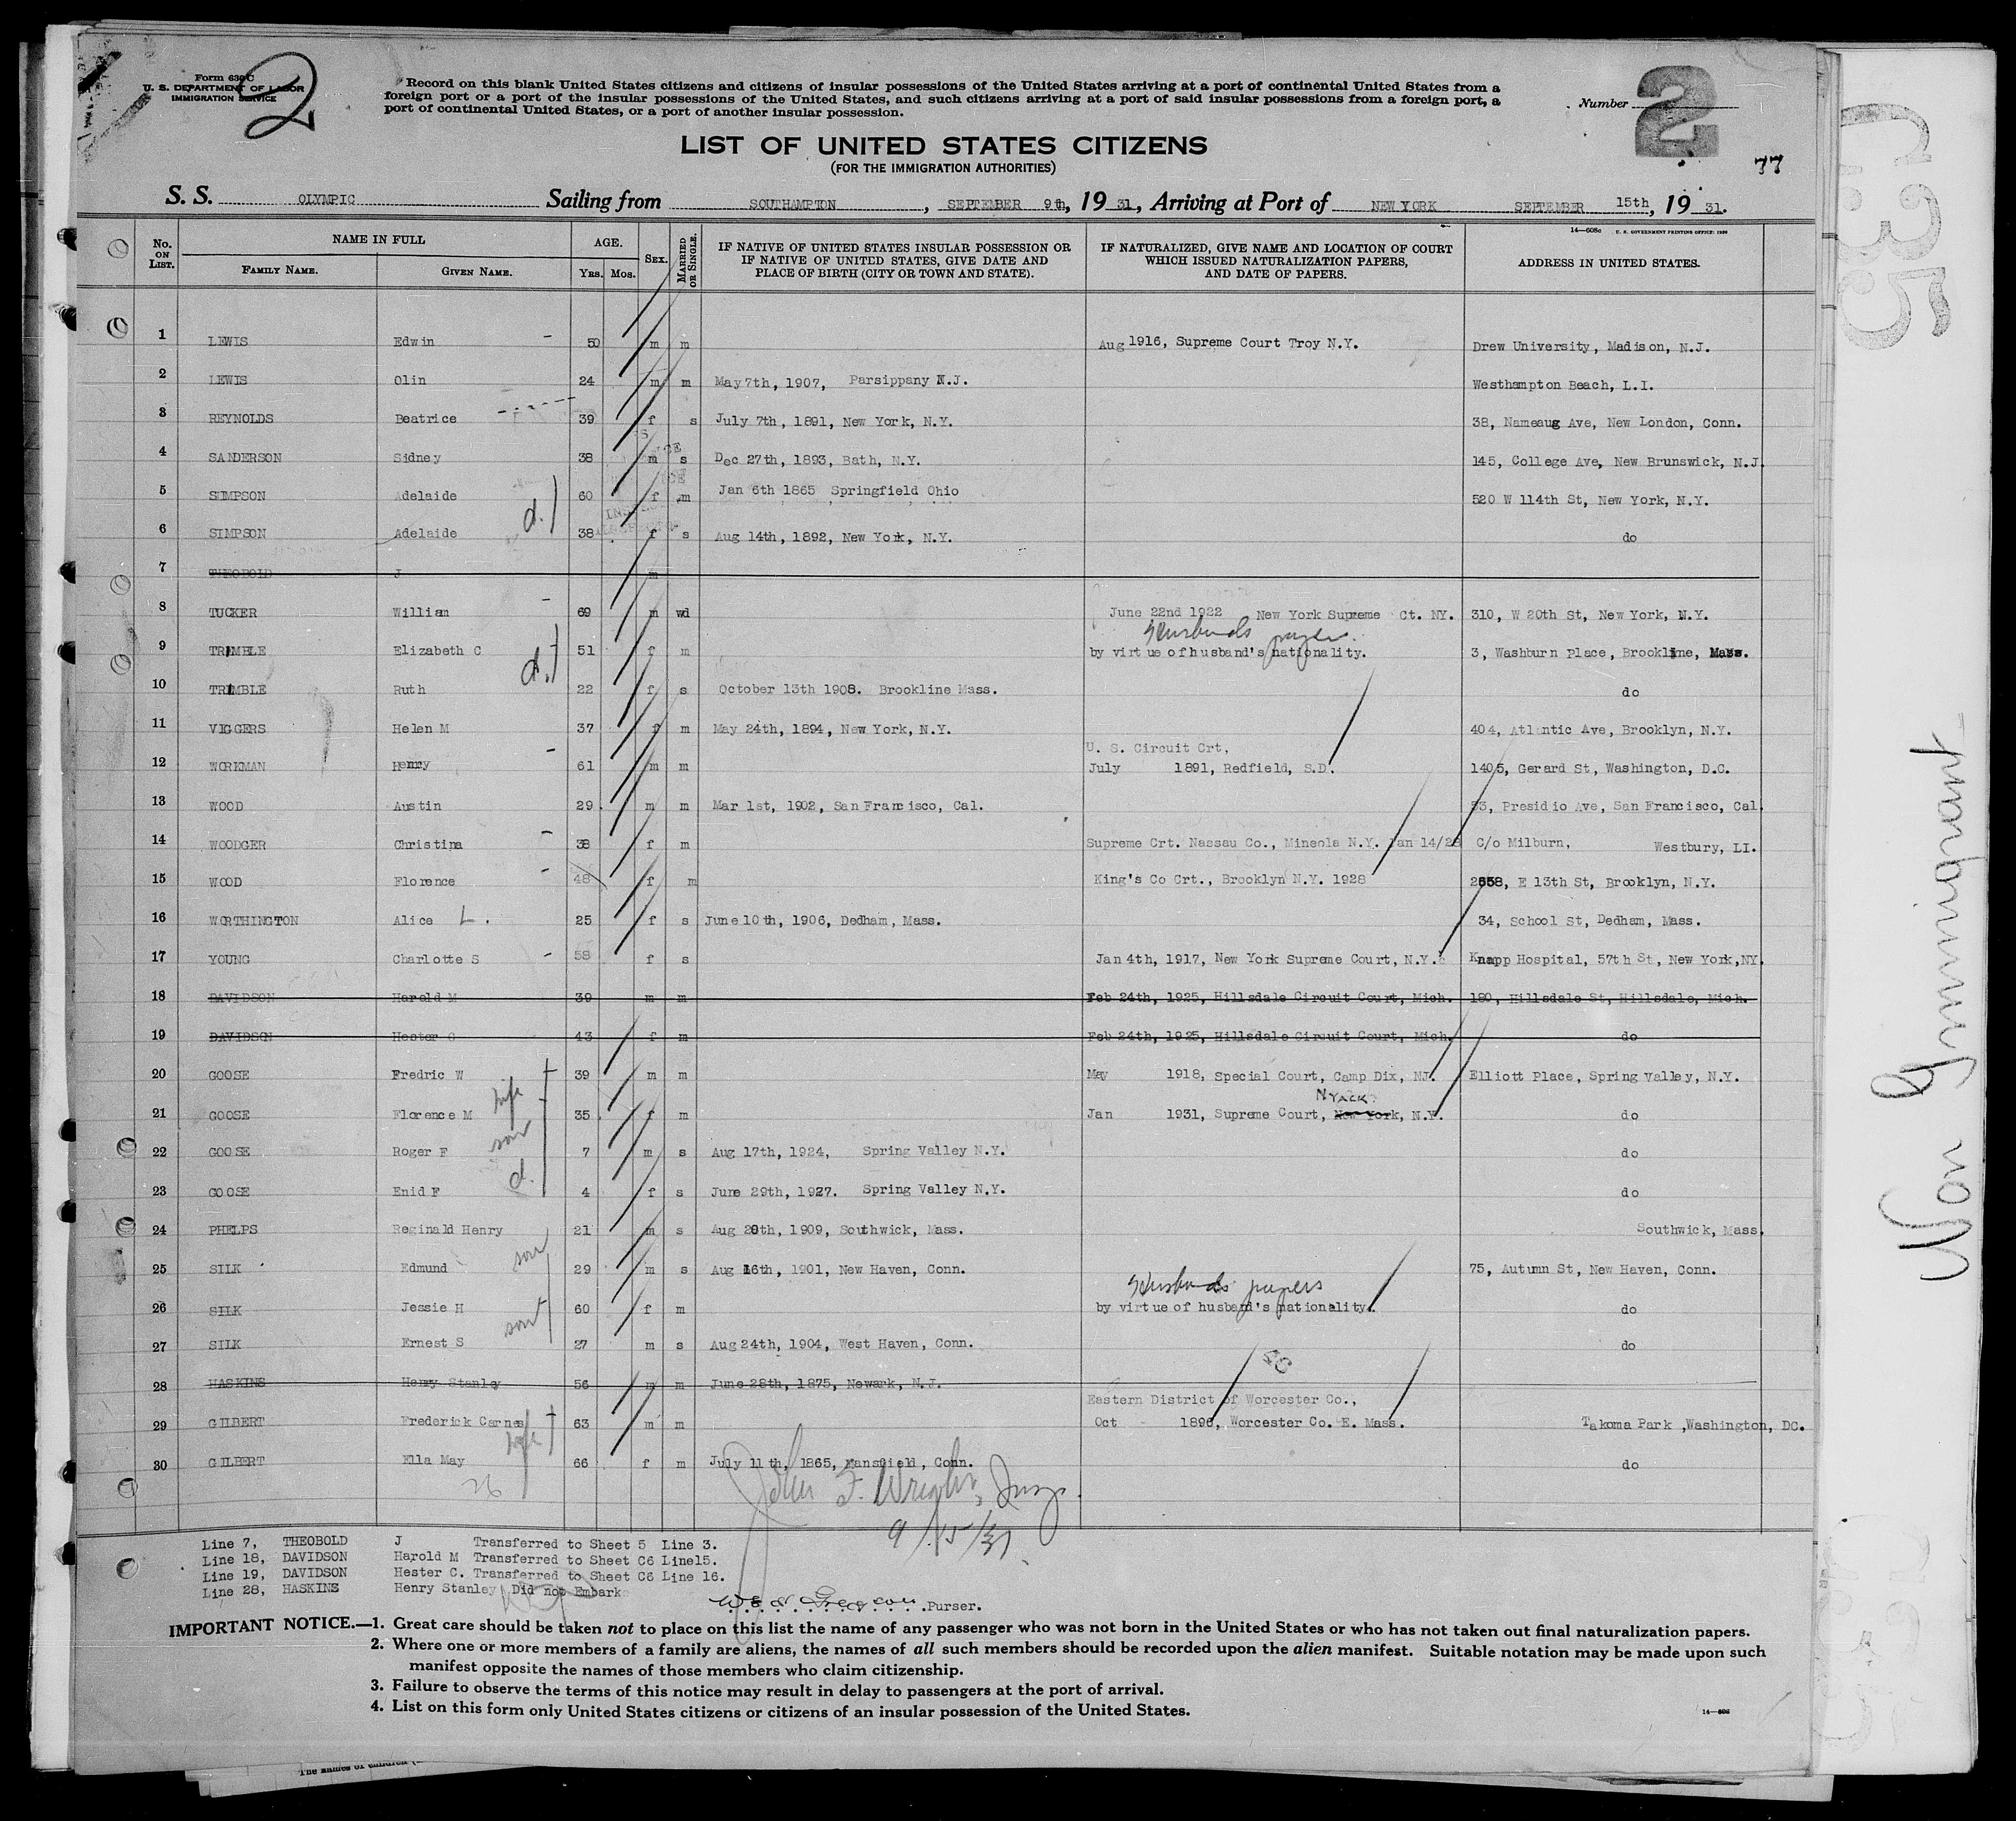 Form 630 C
U. S. DEPARTMENT OF LABOR
IMMIGRATION SERVICE
2
Record on this blank United States citizens and citizens of insular possessions of the United States arriving at a port of continental United States from a
foreign port or a port of the insular possessions of the United States, and such citizens arriving at a port of said insular possessions from a foreign port, a
port of continental United States, or a port of another insular possession.
Number
2
LIST OF UNITED STATES CITIZENS
(FOR THE IMMIGRATION AUTHORITIES)
77
S. S. OLYMPIC Sailing from SOUTHAMPTON, SEPTEMBER 9th, 1931, Arriving at Port of NEW YORK SEPTEMBER 15th, 1931.
14—608c U. S. GOVERNMENT PRINTING OFFICE: 1930
No. ON LIST. NAME IN FULL FAMILY NAME. GIVEN NAME. AGE. YRS. MOS. SEX. MARRIED OR SINGLE. IF NATIVE OF UNITED STATES INSULAR POSSESSION OR IF NATIVE OF UNITED STATES, GIVE DATE AND PLACE OF BIRTH (CITY OR TOWN AND STATE). IF NATURALIZED, GIVE NAME AND LOCATION OF COURT WHICH ISSUED NATURALIZATION PAPERS, AND DATE OF PAPERS. ADDRESS IN UNITED STATES.
1 LEWIS Edwin 50 m m Aug 1916, Supreme Court Troy N.Y. Drew University, Madison, N.J.
2 LEWIS Olin 24 m m May 7th, 1907, Parsippany N.J. Westhampton Beach, L.I.
3 REYNOLDS Beatrice 39 f s July 7th, 1891, New York, N.Y. 38, Nameaug Ave, New London, Conn.
4 SANDERSON Sidney 38 m s Dec 27th, 1893, Bath, N.Y. 145, College Ave, New Brunswick, N.J.
5 SIMPSON Adelaide 60 f m Jan 6th 1865 Springfield Ohio 520 W 114th St, New York, N.Y.
6 SIMPSON Adelaide d. 38 f s Aug 14th, 1892, New York, N.Y. do
7 THEOBOLD J m
8 TUCKER William 69 m wd June 22nd 1922 New York Supreme Ct. NY. 310, W 20th St, New York, N.Y.
Husbands papers.
9 TRIMBLE Elizabeth C 51 f m by virtue of husband's nationality. 3, Washburn Place, Brookline, Mass.
10 TRIMBLE Ruth d. 22 f s October 13th 1908. Brookline Mass. do
11 VIGGERS Helen M 37 f m May 24th, 1894, New York, N.Y. 404, Atlantic Ave, Brooklyn, N.Y.
U. S. Circuit Crt,
12 WORKMAN Henry 61 m m July 1891, Redfield, S.D. 1405, Gerard St, Washington, D.C.
13 WOOD Austin 29 m m Mar 1st, 1902, San Francisco, Cal. 53, Presidio Ave, San Francisco, Cal.
14 WOODGER Christina 38 f m Supreme Crt. Nassau Co., Mineola N.Y. Jan 14/28 C/o Milburn, Westbury, LI.
15 WOOD Florence 48 f m King's Co Crt., Brooklyn N.Y. 1928 2658, E 13th St, Brooklyn, N.Y.
16 WORTHINGTON Alice L. 25 f s June 10th, 1906, Dedham, Mass. 34, School St, Dedham, Mass.
17 YOUNG Charlotte S 58 f s Jan 4th, 1917, New York Supreme Court, N.Y. Knapp Hospital, 57th St, New York, NY.
18 DAVIDSON Harold M 39 m m Feb 24th, 1925, Hillsdale Circuit Court, Mich. 180, Hillsdale St, Hillsdale, Mich.
19 DAVIDSON Hester C 43 f m Feb 24th, 1925, Hillsdale Circuit Court, Mich. do
20 GOOSE Fredric W 39 m m May 1918, Special Court, Camp Dix, NJ. Elliott Place, Spring Valley, N.Y.
NYACK
21 GOOSE Florence M wife 35 f m Jan 1931, Supreme Court, New York, N.Y. do
22 GOOSE Roger F son 7 m s Aug 17th, 1924, Spring Valley N.Y. do
23 GOOSE Enid F d. 4 f s June 29th, 1927. Spring Valley N.Y. do
24 PHELPS Reginald Henry 21 m s Aug 20th, 1909, Southwick, Mass. Southwick, Mass.
25 SILK Edmund son 29 m s Aug 16th, 1901, New Haven, Conn. 75, Autumn St, New Haven, Conn.
Husbands papers
26 SILK Jessie H 60 f m by virtue of husband's nationality. do
27 SILK Ernest S son 27 m s Aug 24th, 1904, West Haven, Conn. do
28 HASKINS Henry Stanley 56 m m June 28th, 1875, Newark, N.J.
Eastern District of Worcester Co.,
29 GILBERT Frederick Carnes 63 m m Oct 1896, Worcester Co. E. Mass. Takoma Park, Washington, DC.
30 GILBERT Ella May wife 66 f m July 11th, 1865, Mansfield, Conn. do
26
John F. Wright, Insp.
9/15/31.
Line 7, THEOBOLD J Transferred to Sheet 5 Line 3.
Line 18, DAVIDSON Harold M Transferred to Sheet C6 Line15.
Line 19, DAVIDSON Hester C. Transferred to Sheet C6 Line 16.
Line 28, HASKINS Henry Stanley Did not Embark
Purser.
IMPORTANT NOTICE.—1. Great care should be taken not to place on this list the name of any passenger who was not born in the United States or who has not taken out final naturalization papers.
2. Where one or more members of a family are aliens, the names of all such members should be recorded upon the alien manifest. Suitable notation may be made upon such
manifest opposite the names of those members who claim citizenship.
3. Failure to observe the terms of this notice may result in delay to passengers at the port of arrival.
4. List on this form only United States citizens or citizens of an insular possession of the United States.
14—608